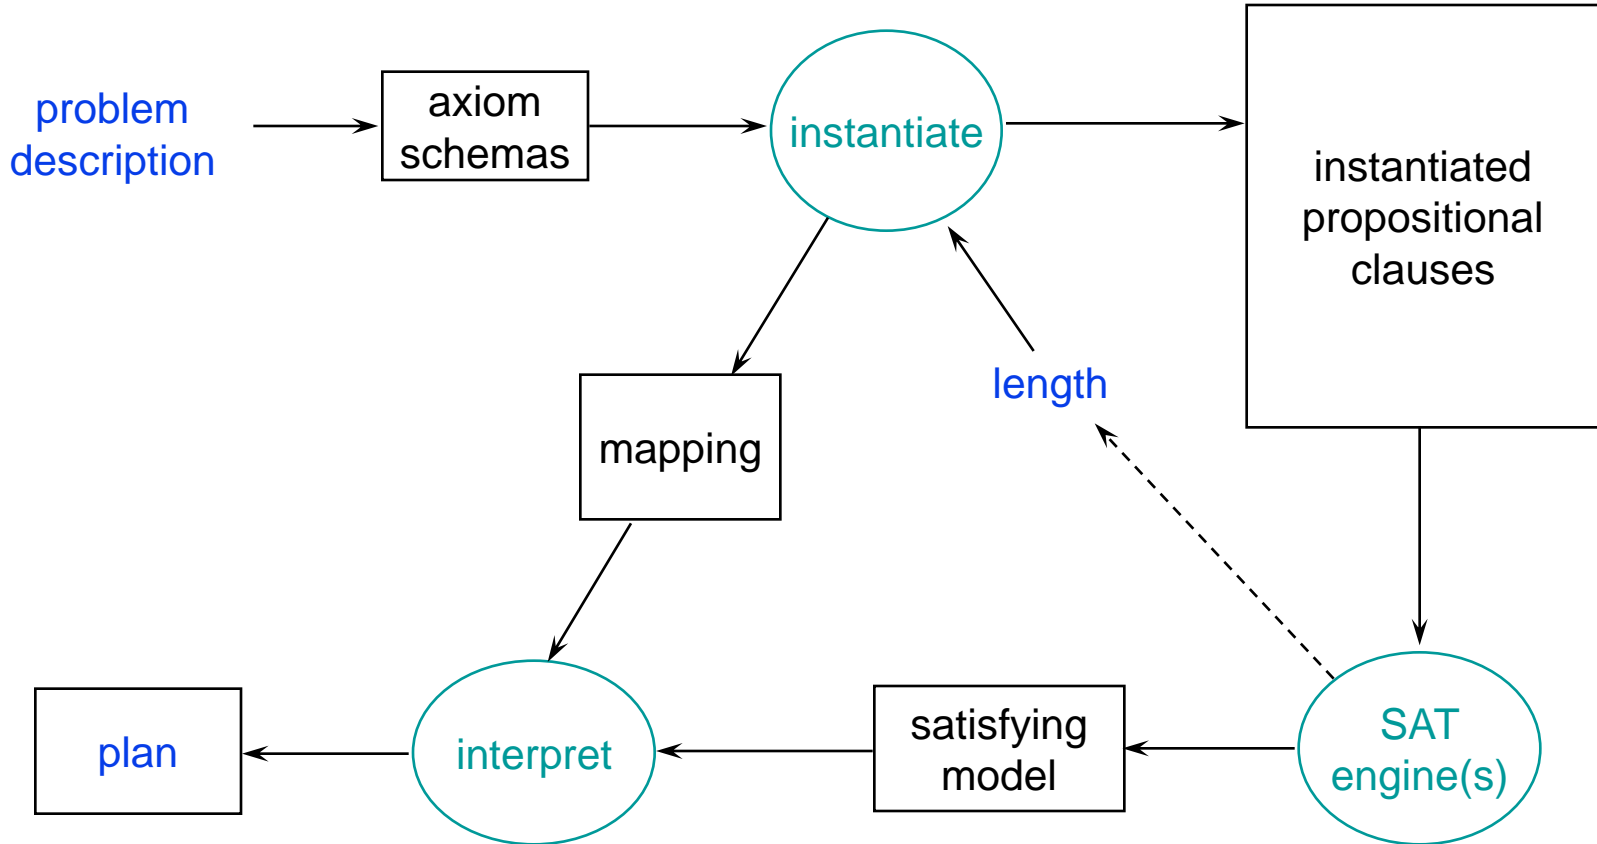 problem
description
axiom
schemas
instantiate
instantiated
propositional
clauses
length
mapping
plan
interpret
satisfying
model
SAT
engine(s)